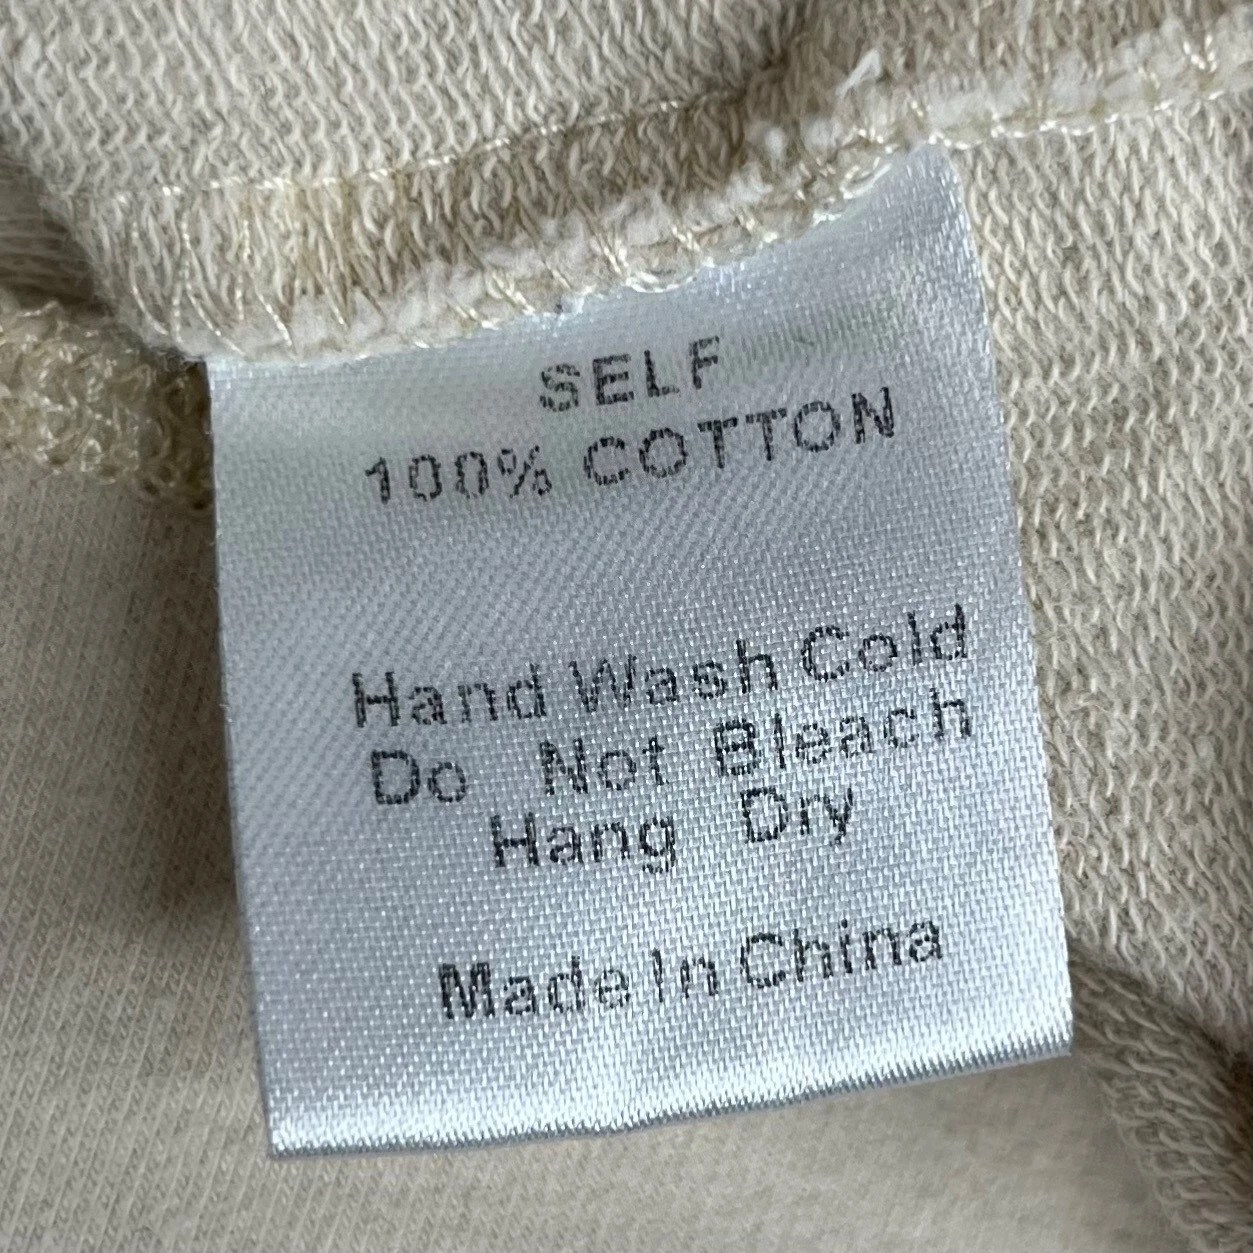 SELF
100% COTTON
Hand Wash Cold
Do Not Bleach
Hang Dry
Made In China